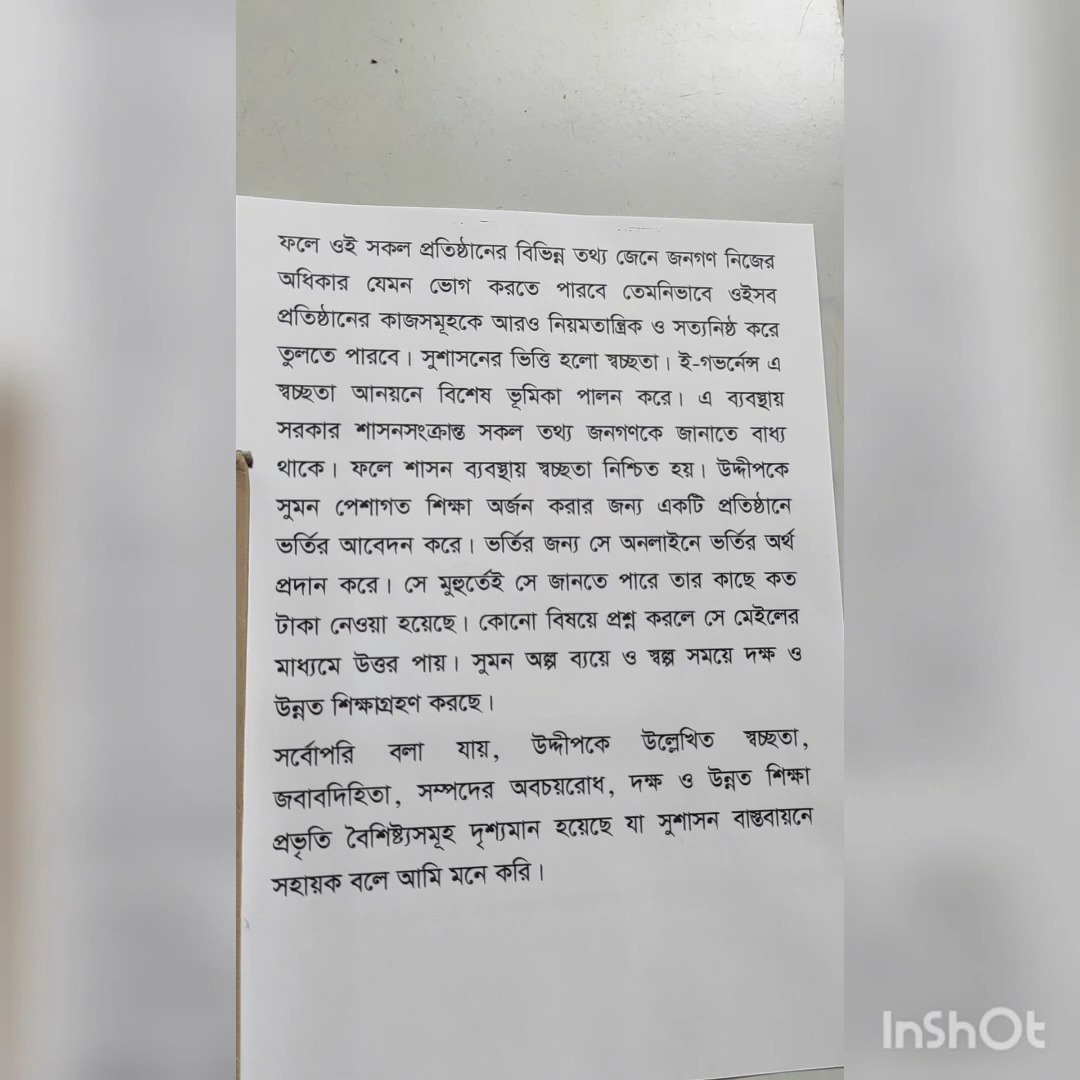 ফলে ওই সকল প্রতিষ্ঠানের বিভিন্ন তথ্য জেনে জনগণ নিজের
অধিকার যেমন ভোগ করতে পারবে তেমনিভাবে ওইসব
প্রতিষ্ঠানের কাজসমূহকে আরও নিয়মতান্ত্রিক ও সত্যনিষ্ঠ করে
তুলতে পারবে। সুশাসনের ভিত্তি হলো স্বচ্ছতা। ই-গভর্নেন্স এ
স্বচ্ছতা আনয়নে বিশেষ ভূমিকা পালন করে। এ ব্যবস্থায়
সরকার শাসনসংক্রান্ত সকল তথ্য জনগণকে জানাতে বাধ্য
থাকে। ফলে শাসন ব্যবস্থায় স্বচ্ছতা নিশ্চিত হয়। উদ্দীপকে
সুমন পেশাগত শিক্ষা অর্জন করার জন্য একটি প্রতিষ্ঠানে
ভর্তির আবেদন করে। ভর্তির জন্য সে অনলাইনে ভর্তির অর্থ
প্রদান করে। সে মুহুর্তেই সে জানতে পারে তার কাছে কত
টাকা নেওয়া হয়েছে। কোনো বিষয়ে প্রশ্ন করলে সে মেইলের
মাধ্যমে উত্তর পায়। সুমন অল্প ব্যয়ে ও স্বল্প সময়ে দক্ষ ও
উন্নত শিক্ষাগ্রহণ করছে।
সর্বোপরি বলা যায়, উদ্দীপকে উল্লেখিত স্বচ্ছতা,
জবাবদিহিতা, সম্পদের অবচয়রোধ, দক্ষ ও উন্নত শিক্ষা
প্রভৃতি বৈশিষ্ট্যসমূহ দৃশ্যমান হয়েছে যা সুশাসন বাস্তবায়নে
সহায়ক বলে আমি মনে করি।
InShOt